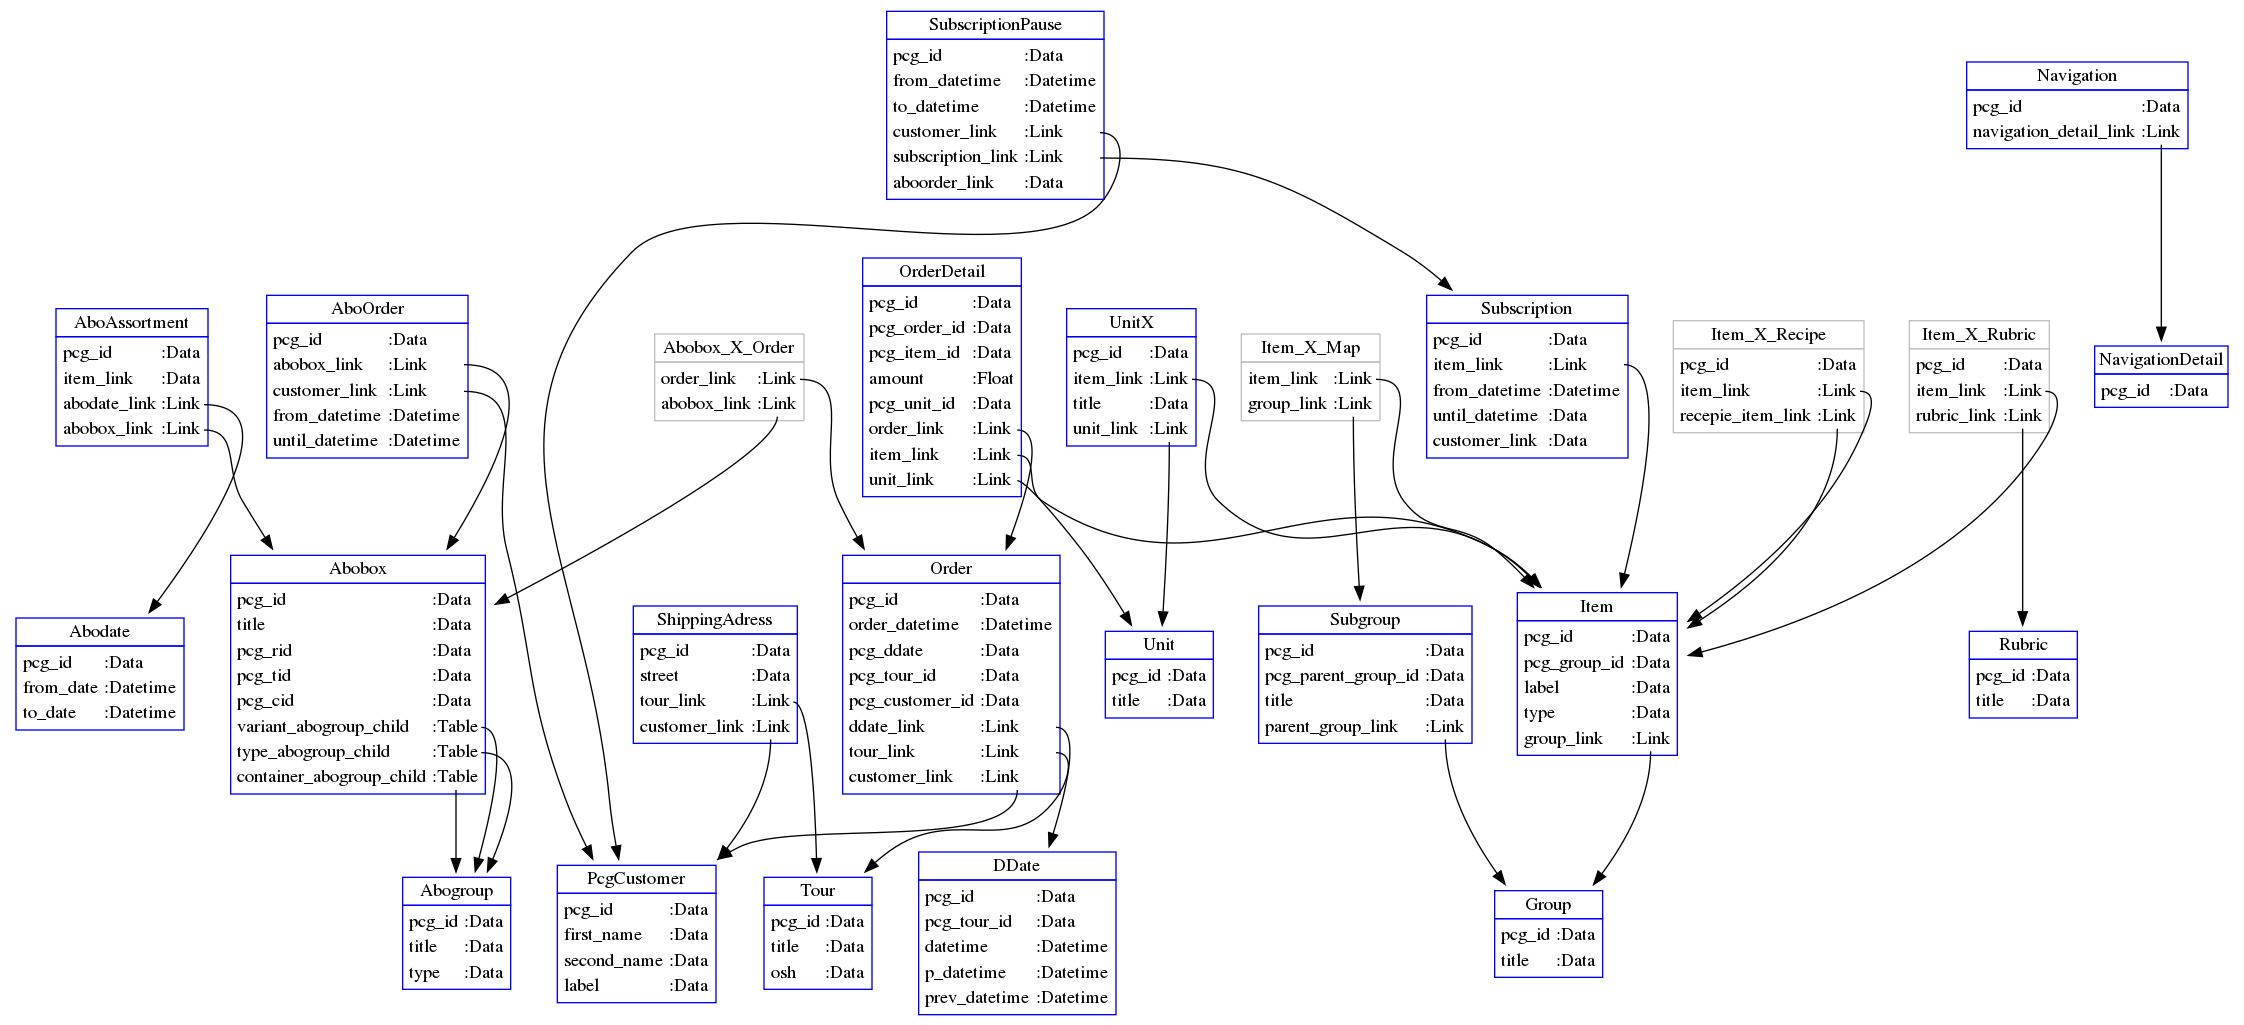 SubscriptionPause
pcg_id :Data
from_datetime :Datetime
to_datetime :Datetime
customer_link :Link
subscription_link :Link
aboorder_link :Data
Navigation
pcg_id :Data
navigation_detail_link :Link
AboAssortment
pcg_id :Data
item_link :Data
abodate_link :Link
abobox_link :Link
AboOrder
pcg_id :Data
abobox_link :Link
customer_link :Link
from_datetime :Datetime
until_datetime :Datetime
Abobox_X_Order
order_link :Link
abobox_link :Link
OrderDetail
pcg_id :Data
pcg_order_id :Data
pcg_item_id :Data
amount :Float
pcg_unit_id :Data
order_link :Link
item_link :Link
unit_link :Link
UnitX
pcg_id :Data
item_link :Link
title :Data
unit_link :Link
Item_X_Map
item_link :Link
group_link :Link
Subscription
pcg_id :Data
item_link :Link
from_datetime :Datetime
until_datetime :Data
customer_link :Data
Item_X_Recipe
pcg_id :Data
item_link :Link
recepie_item_link :Link
Item_X_Rubric
pcg_id :Data
item_link :Link
rubric_link :Link
NavigationDetail
pcg_id :Data
Abodate
pcg_id :Data
from_date :Datetime
to_date :Datetime
Abobox
pcg_id :Data
title :Data
pcg_rid :Data
pcg_tid :Data
pcg_cid :Data
variant_abogroup_child :Table
type_abogroup_child :Table
container_abogroup_child :Table
ShippingAdress
pcg_id :Data
street :Data
tour_link :Link
customer_link :Link
Order
pcg_id :Data
order_datetime :Datetime
pcg_ddate :Data
pcg_tour_id :Data
pcg_customer_id :Data
ddate_link :Link
tour_link :Link
customer_link :Link
Unit
pcg_id :Data
title :Data
Subgroup
pcg_id :Data
pcg_parent_group_id :Data
title :Data
parent_group_link :Link
Item
pcg_id :Data
pcg_group_id :Data
label :Data
type :Data
group_link :Link
Rubric
pcg_id :Data
title :Data
Abogroup
pcg_id :Data
title :Data
type :Data
PcgCustomer
pcg_id :Data
first_name :Data
second_name :Data
label :Data
Tour
pcg_id :Data
title :Data
osh :Data
DDate
pcg_id :Data
pcg_tour_id :Data
datetime :Datetime
p_datetime :Datetime
prev_datetime :Datetime
Group
pcg_id :Data
title :Data